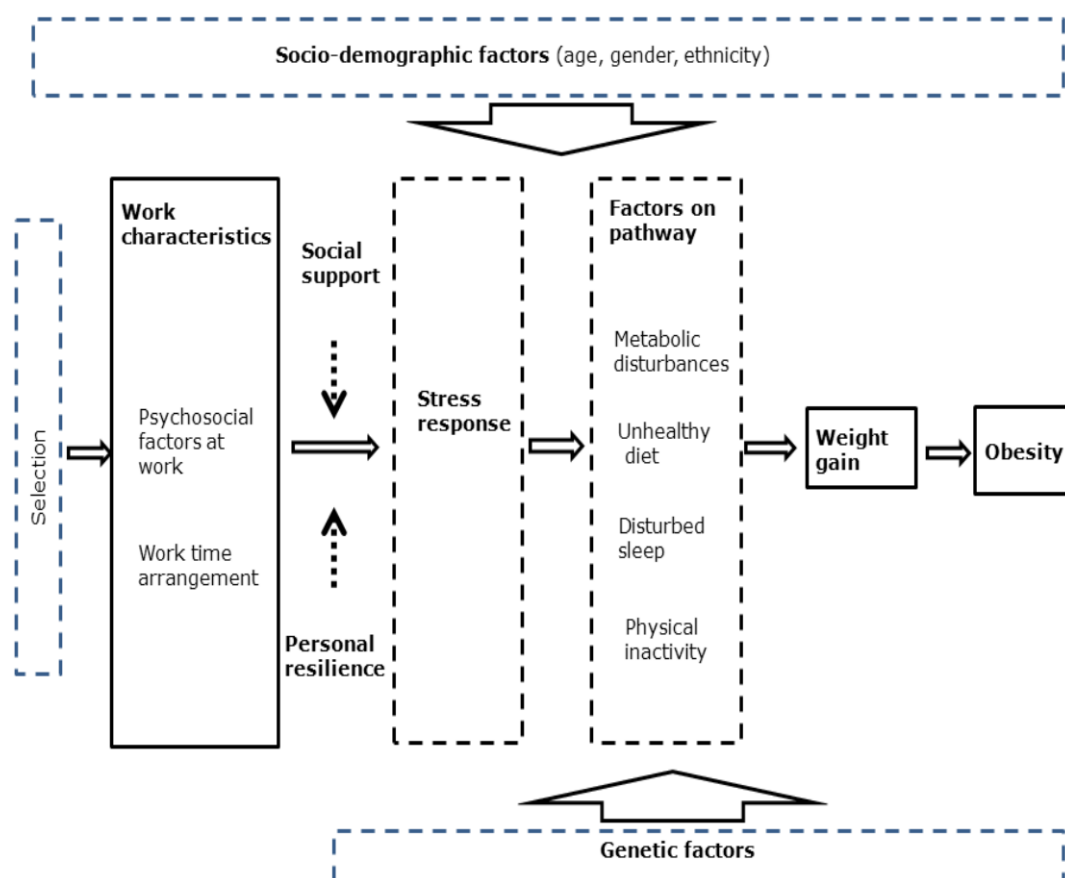 Socio-demographic factors (age, gender, ethnicity)
Selection
Work
characteristics
Psychosocial
factors at
work
Work time
arrangement
Social
support
Personal
resilience
Stress
response
Factors on
pathway
Metabolic
disturbances
Unhealthy
diet
Disturbed
sleep
Physical
inactivity
Weight
gain
Obesity
Genetic factors